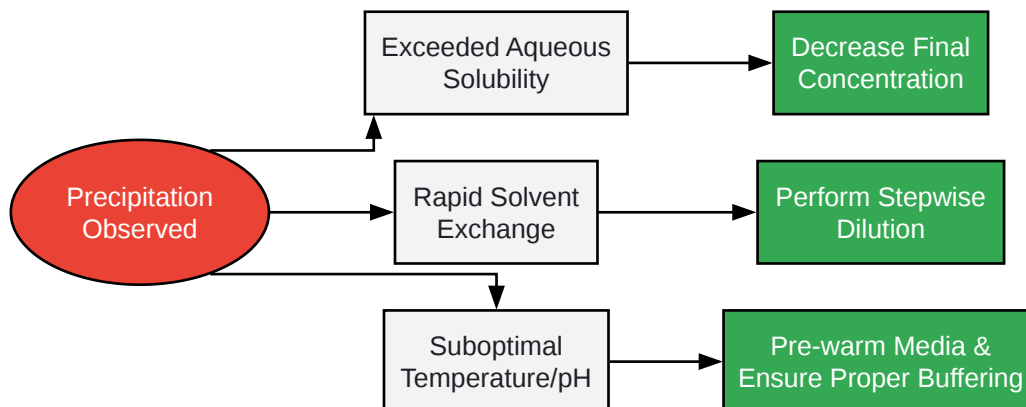 Exceeded Aqueous
Solubility
Decrease Final
Concentration
Precipitation
Observed
Rapid Solvent
Exchange
Perform Stepwise
Dilution
Suboptimal
Temperature/pH
Pre-warm Media &
Ensure Proper Buffering